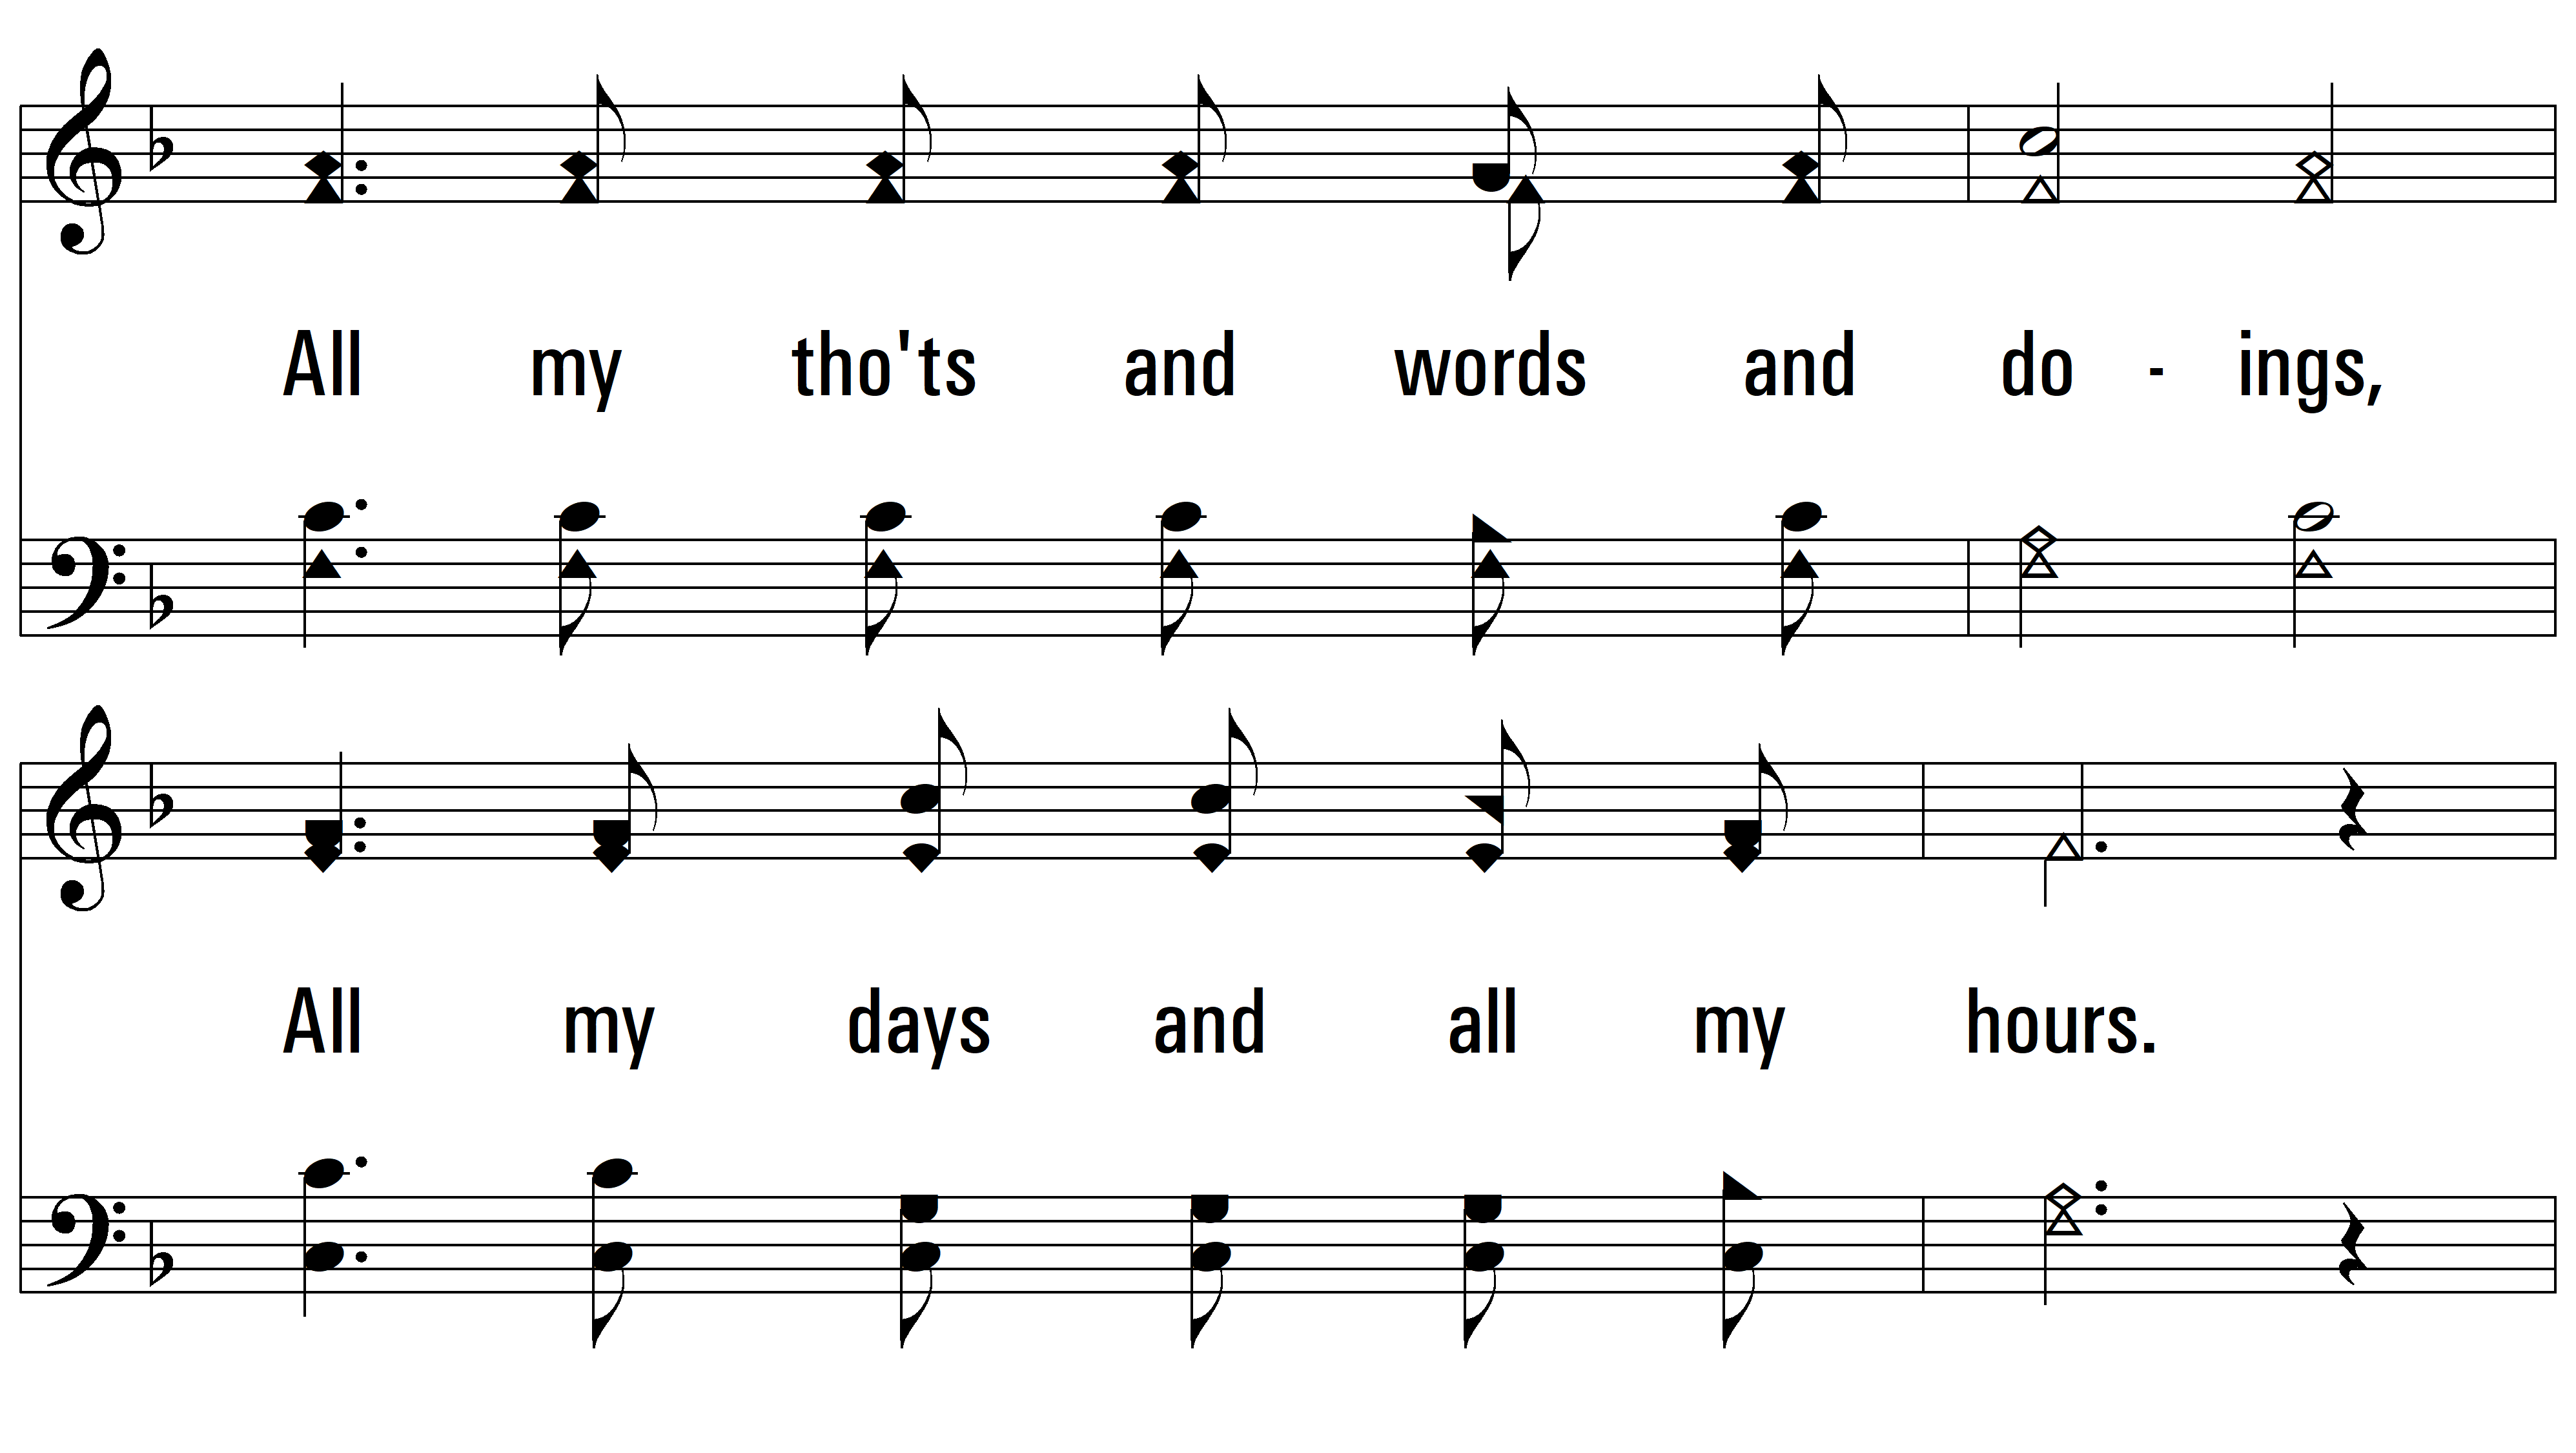 All my tho'ts and words and do - ings,
All my days and all my hours.